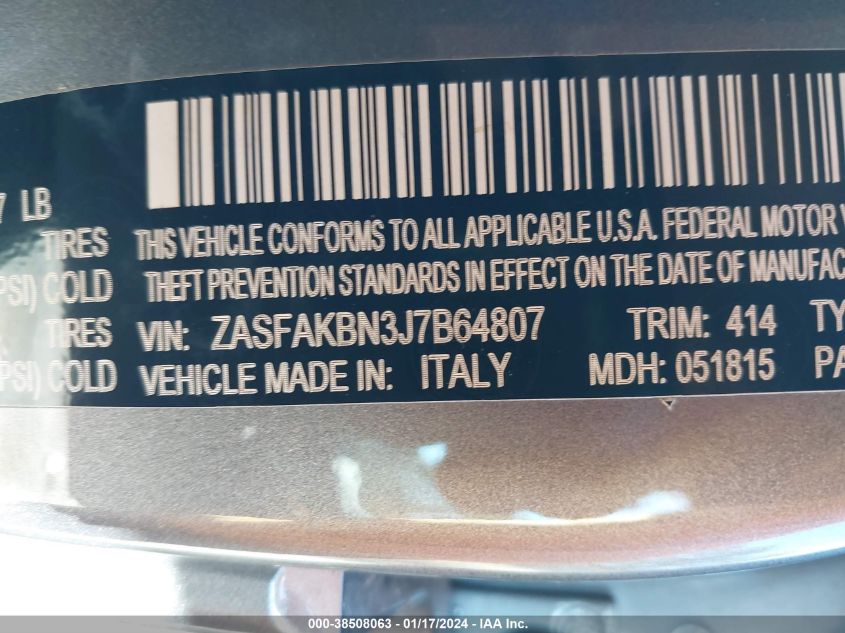 7 LB
TIRES THIS VEHICLE CONFORMS TO ALL APPLICABLE U.S.A. FEDERAL MOTOR
PSI) COLD THEFT PREVENTION STANDARDS IN EFFECT ON THE DATE OF MANUFAC
TIRES VIN: ZASFAKBN3J7B64807 TRIM: 414 TY
PSI) COLD VEHICLE MADE IN: ITALY MDH: 051815 PA
000-38508063 - 01/17/2024 - IAA Inc.